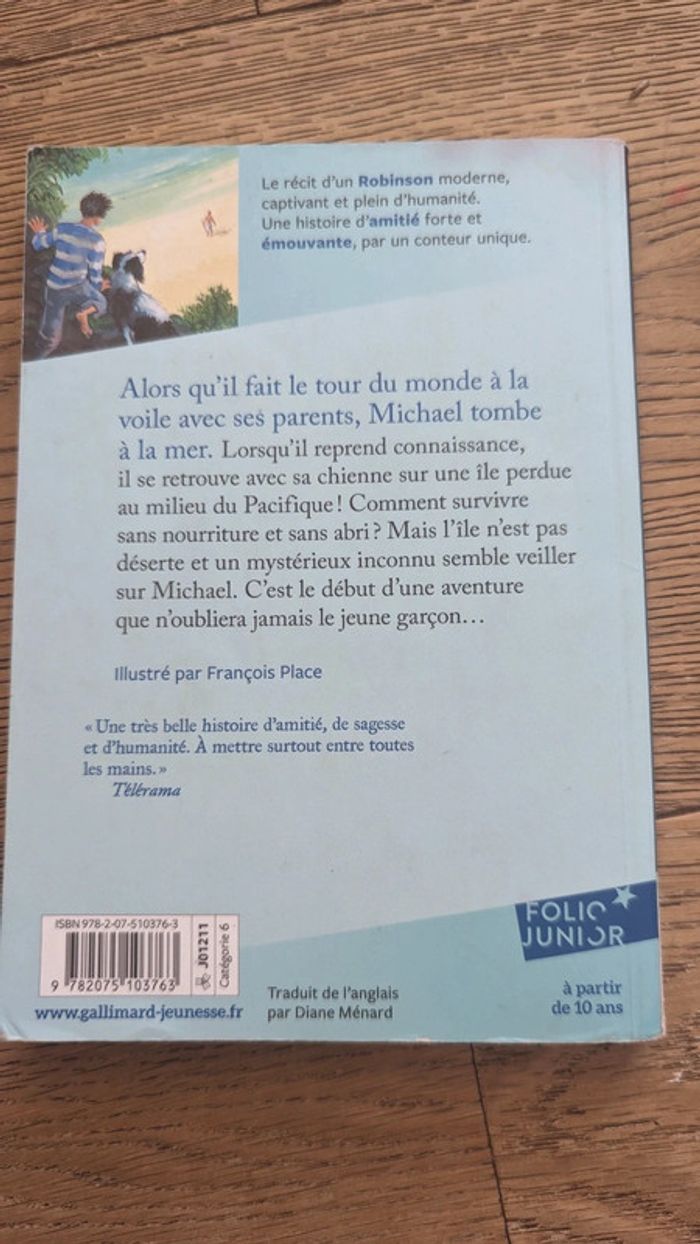 Le récit d'un Robinson moderne,
captivant et plein d'humanité.
Une histoire d'amitié forte et
émouvante, par un conteur unique.
Alors qu'il fait le tour du monde à la
voile avec ses parents, Michael tombe
à la mer. Lorsqu'il reprend connaissance,
il se retrouve avec sa chienne sur une île perdue
au milieu du Pacifique! Comment survivre
sans nourriture et sans abri? Mais l'île n'est pas
déserte et un mystérieux inconnu semble veiller
sur Michael. C'est le début d'une aventure
que n'oubliera jamais le jeune garçon...
Illustré par François Place
« Une très belle histoire d'amitié, de sagesse
et d'humanité. À mettre surtout entre toutes
les mains. »
Télérama
ISBN 978-2-07-510376-3
9 782075 103763
J01211
Catégorie 6
www.gallimard-jeunesse.fr
Traduit de l'anglais
par Diane Ménard
FOLIO
JUNIOR
à partir
de 10 ans